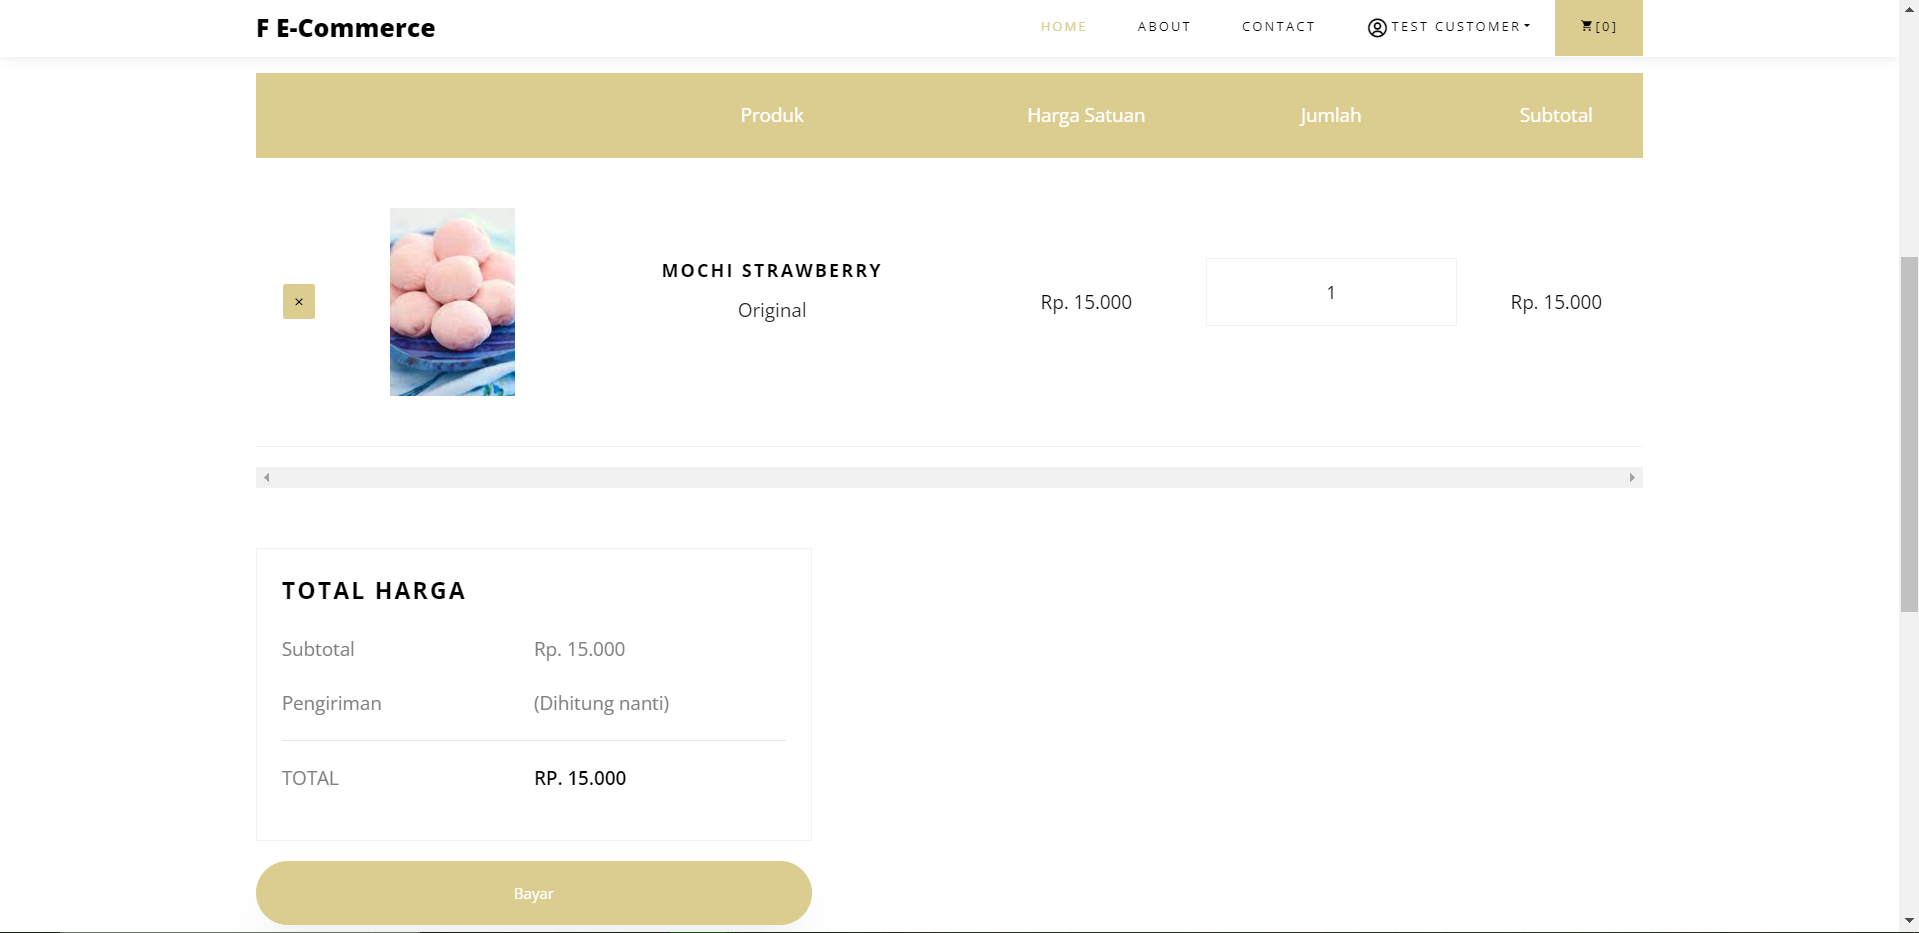 F E-Commerce
HOME ABOUT CONTACT TEST CUSTOMER [0]
Produk Harga Satuan Jumlah Subtotal
×
MOCHI STRAWBERRY
Original
Rp. 15.000 1 Rp. 15.000
TOTAL HARGA
Subtotal Rp. 15.000
Pengiriman (Dihitung nanti)
TOTAL RP. 15.000
Bayar